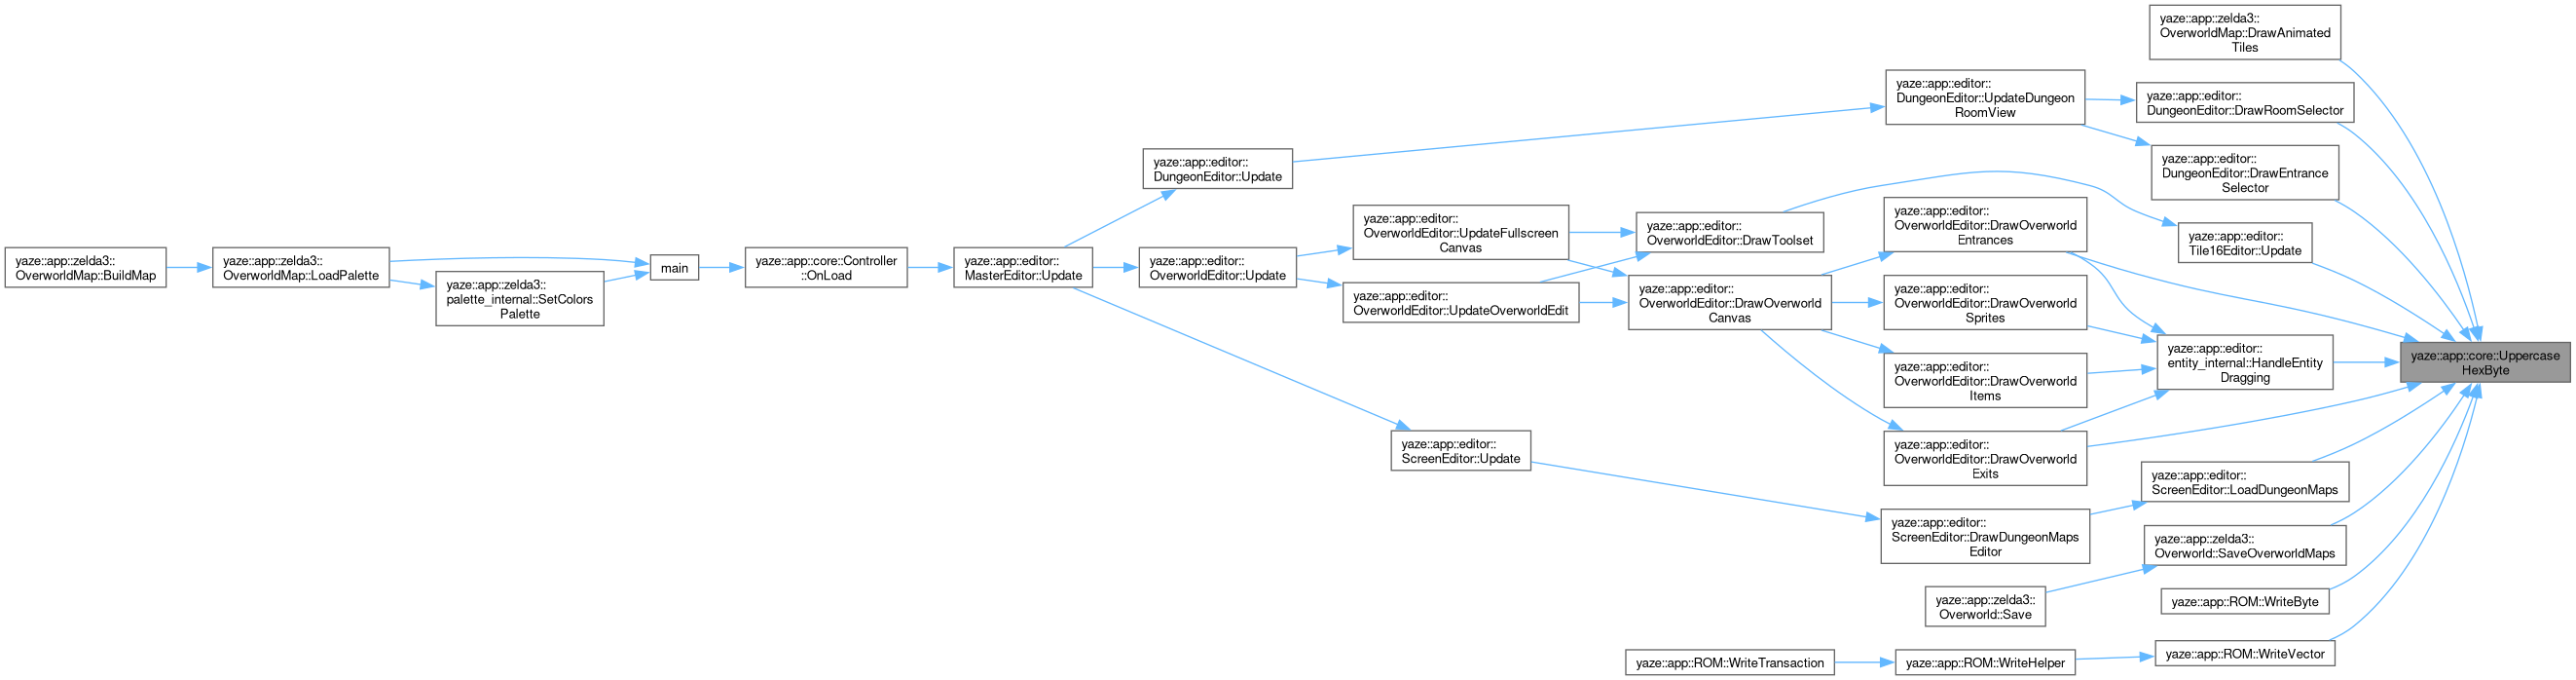 yaze::app::zelda3::
OverworldMap::DrawAnimated
Tiles
yaze::app::editor::
DungeonEditor::UpdateDungeon
RoomView
yaze::app::editor::
DungeonEditor::DrawRoomSelector
yaze::app::editor::
DungeonEditor::Update
yaze::app::editor::
DungeonEditor::DrawEntrance
Selector
yaze::app::zelda3::
OverworldMap::BuildMap
yaze::app::zelda3::
OverworldMap::LoadPalette
yaze::app::zelda3::
palette_internal::SetColors
Palette
main
yaze::app::core::Controller
::OnLoad
yaze::app::editor::
MasterEditor::Update
yaze::app::editor::
OverworldEditor::Update
yaze::app::editor::
OverworldEditor::UpdateFullscreen
Canvas
yaze::app::editor::
OverworldEditor::UpdateOverworldEdit
yaze::app::editor::
OverworldEditor::DrawToolset
yaze::app::editor::
OverworldEditor::DrawOverworld
Canvas
yaze::app::editor::
OverworldEditor::DrawOverworld
Entrances
yaze::app::editor::
OverworldEditor::DrawOverworld
Sprites
yaze::app::editor::
OverworldEditor::DrawOverworld
Items
yaze::app::editor::
OverworldEditor::DrawOverworld
Exits
yaze::app::editor::
Tile16Editor::Update
yaze::app::editor::
entity_internal::HandleEntity
Dragging
yaze::app::core::Uppercase
HexByte
yaze::app::editor::
ScreenEditor::Update
yaze::app::editor::
ScreenEditor::LoadDungeonMaps
yaze::app::editor::
ScreenEditor::DrawDungeonMaps
Editor
yaze::app::zelda3::
Overworld::SaveOverworldMaps
yaze::app::zelda3::
Overworld::Save
yaze::app::ROM::WriteByte
yaze::app::ROM::WriteTransaction
yaze::app::ROM::WriteHelper
yaze::app::ROM::WriteVector